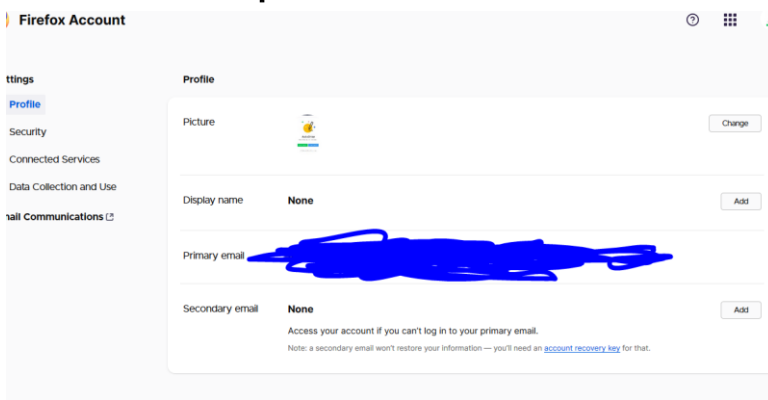 Firefox Account
ttings
Profile
Profile
Security
Connected Services
Data Collection and Use
ail Communications
Picture
Change
Display name
None
Add
Primary email
Secondary email
None
Add
Access your account if you can't log in to your primary email.
Note: a secondary email won't restore your information — you'll need an account recovery key for that.